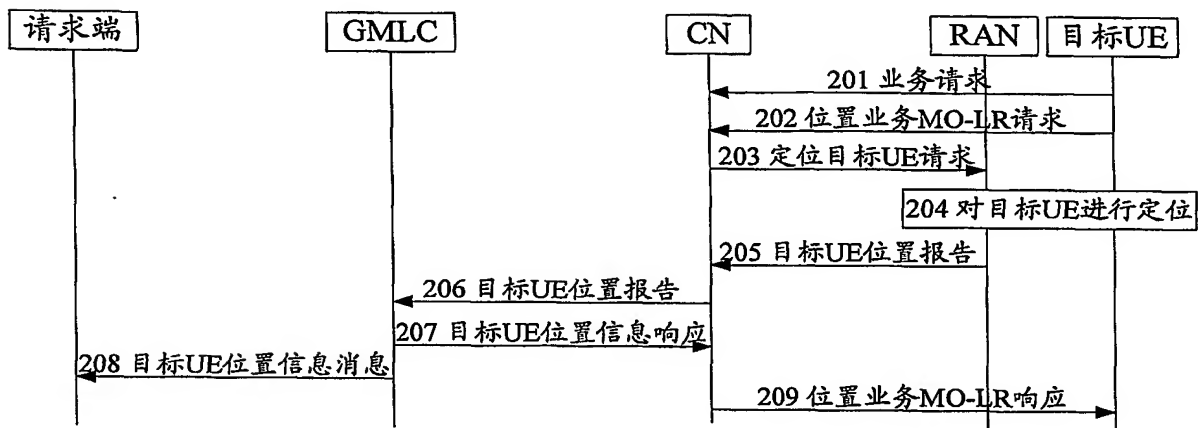 请求端
GMLC
CN
RAN
目标UE
201 业务请求
202 位置业务MO-LR请求
203 定位目标UE请求
204 对目标UE进行定位
205 目标UE位置报告
206 目标UE位置报告
207 目标UE位置信息响应
208 目标UE位置信息消息
209 位置业务MO-LR响应